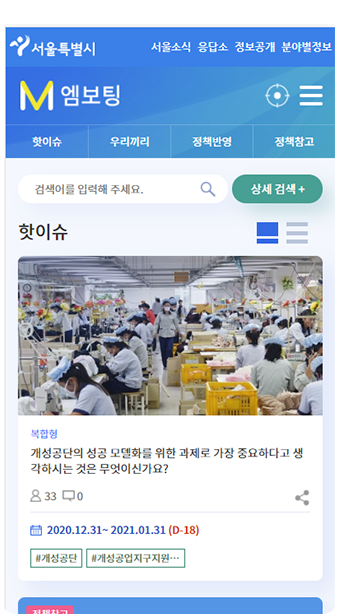 서울특별시
서울소식 응답소 정보공개 분야별정보
M 엠보팅
핫이슈 우리끼리 정책반영 정책참고
검색어를 입력해 주세요. 상세 검색 +
핫이슈
복합형
개성공단의 성공 모델화를 위한 과제로 가장 중요하다고 생
각하시는 것은 무엇이신가요?
33 0
2020.12.31~ 2021.01.31 (D-18)
#개성공단 #개성공업지구지원···
정책참고